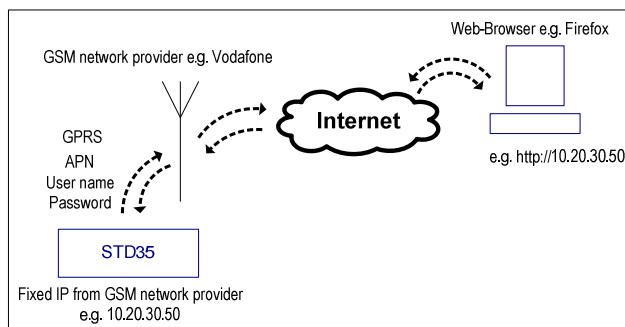 Web-Browser e.g. Firefox
GSM network provider e.g. Vodafone
Internet
GPRS
APN
User name
Password
e.g. http://10.20.30.50
STD35
Fixed IP from GSM network provider
e.g. 10.20.30.50